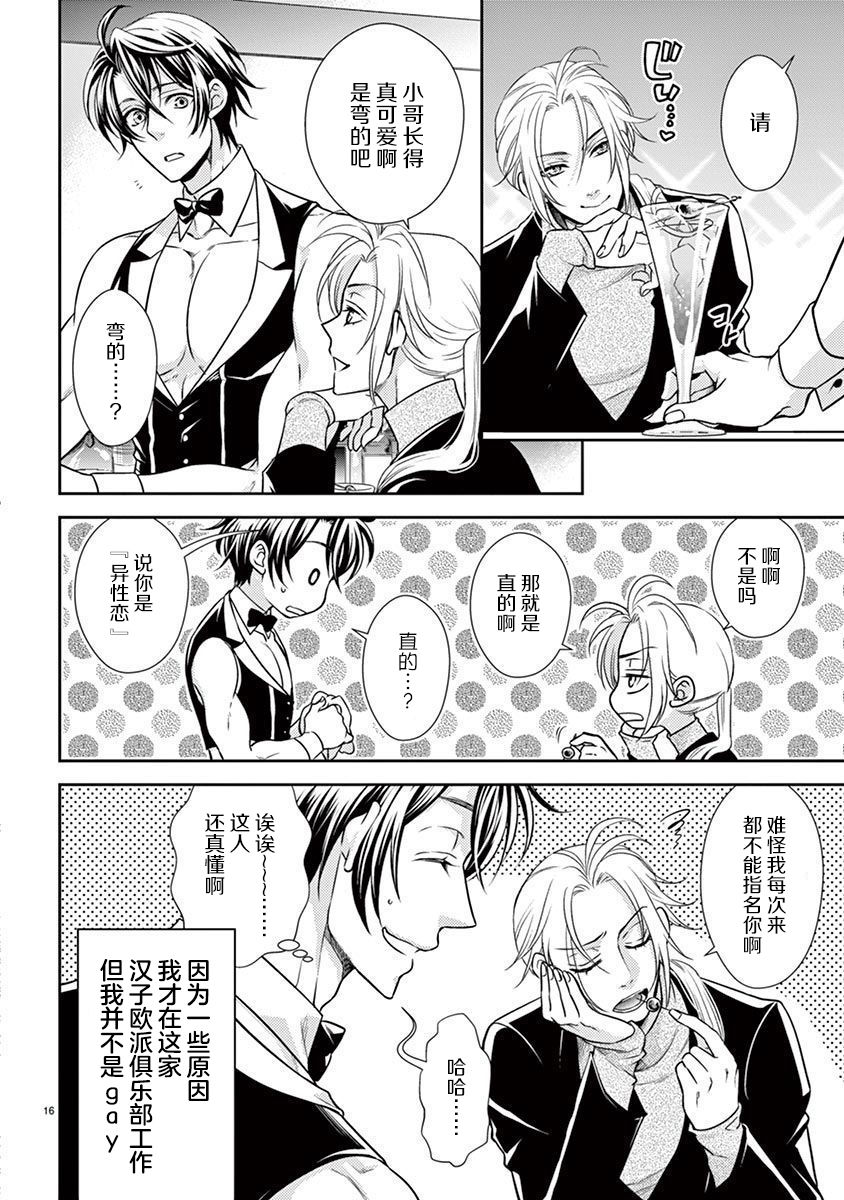 请
じぃ…♡
すっ
小哥长得
真可爱啊
是弯的吧
弯的……
？
啊啊
不是吗
那就是
直的啊
直的…？
说你是
『异性恋』
难怪我每次来
都不能指名你啊
诶诶~~……
这人
还真懂啊
哈哈……
因为一些原因
我才在这家
汉子欧派俱乐部工作
但我并不是gay
16